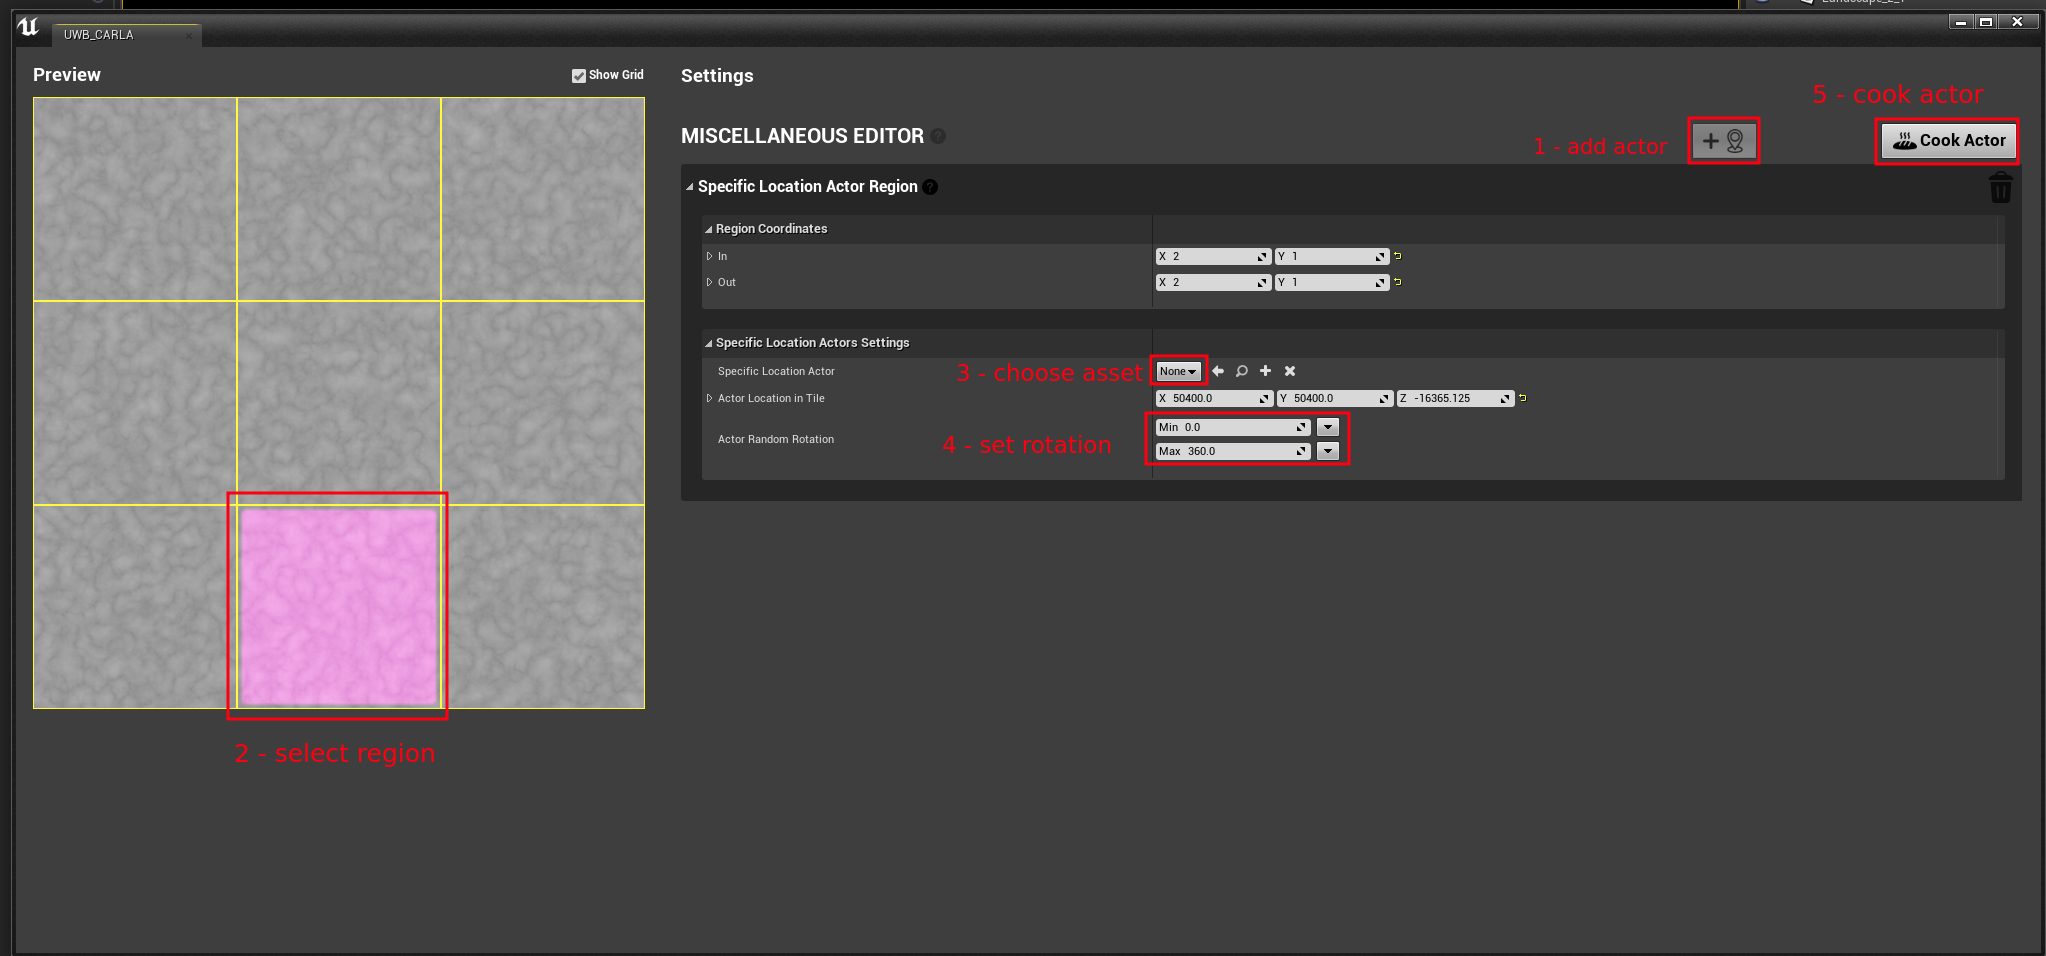 UWB_CARLA
Preview
Show Grid
Settings
5 - cook actor
MISCELLANEOUS EDITOR ?
1 - add actor
Cook Actor
Specific Location Actor Region ?
Region Coordinates
In
X 2
Y 1
Out
X 2
Y 1
Specific Location Actors Settings
Specific Location Actor
3 - choose asset
None
Actor Location in Tile
X 50400.0
Y 50400.0
Z -16365.125
Actor Random Rotation
4 - set rotation
Min 0.0
Max 360.0
2 - select region